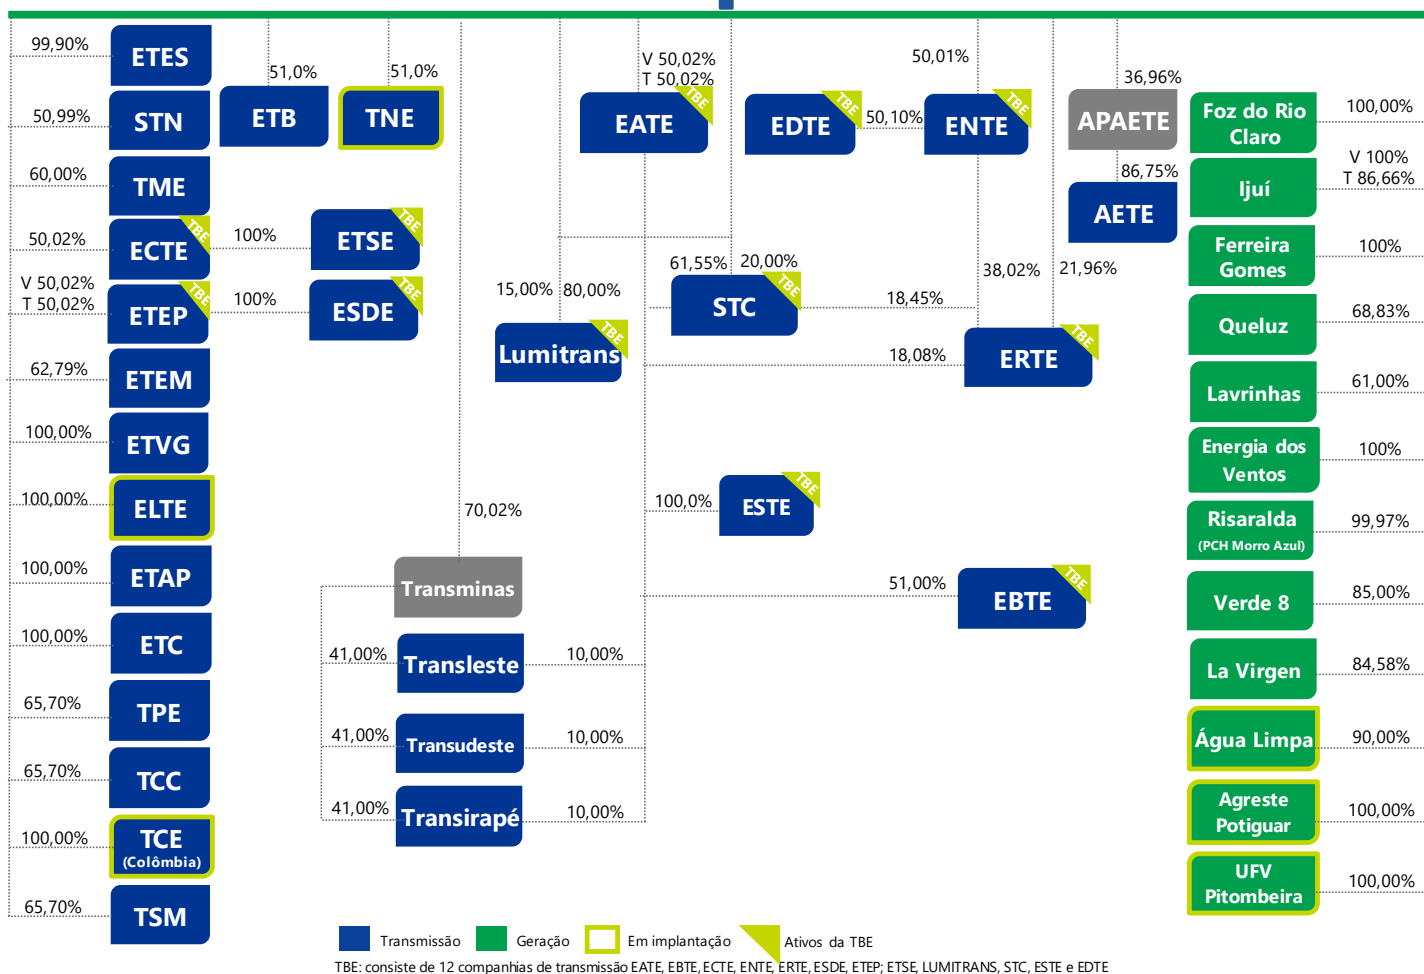 99,90%
ETES
50,99%
STN
60,00%
TME
50,02%
ECTE
TBE
100%
ETSE
TBE
V 50,02%
T 50,02%
ETEP
TBE
100%
ESDE
TBE
62,79%
ETEM
100,00%
ETVG
100,00%
ELTE
100,00%
ETAP
100,00%
ETC
65,70%
TPE
65,70%
TCC
100,00%
TCE
(Colômbia)
65,70%
TSM
51,0%
ETB
51,0%
TNE
V 50,02%
T 50,02%
EATE
TBE
EDTE
TBE
50,10%
50,01%
ENTE
TBE
36,96%
APAETE
86,75%
AETE
15,00%
80,00%
Lumitrans
TBE
61,55%
20,00%
STC
TBE
18,45%
38,02%
21,96%
18,08%
ERTE
TBE
100,0%
ESTE
TBE
51,00%
EBTE
TBE
70,02%
Transminas
41,00%
Transleste
10,00%
41,00%
Transudeste
10,00%
41,00%
Transirapé
10,00%
Foz do Rio
Claro
100,00%
Ijuí
V 100%
T 86,66%
Ferreira
Gomes
100%
Queluz
68,83%
Lavrinhas
61,00%
Energia dos
Ventos
100%
Risaralda
(PCH Morro Azul)
99,97%
Verde 8
85,00%
La Virgen
84,58%
Água Limpa
90,00%
Agreste
Potiguar
100,00%
UFV
Pitombeira
100,00%
Transmissão
Geração
Em implantação
Ativos da TBE
TBE: consiste de 12 companhias de transmissão EATE, EBTE, ECTE, ENTE, ERTE, ESDE, ETEP; ETSE, LUMITRANS, STC, ESTE e EDTE